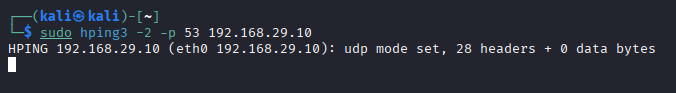 ┌──(kali㉿kali)-[~]
└─$ sudo hping3 -2 -p 53 192.168.29.10
HPING 192.168.29.10 (eth0 192.168.29.10): udp mode set, 28 headers + 0 data bytes